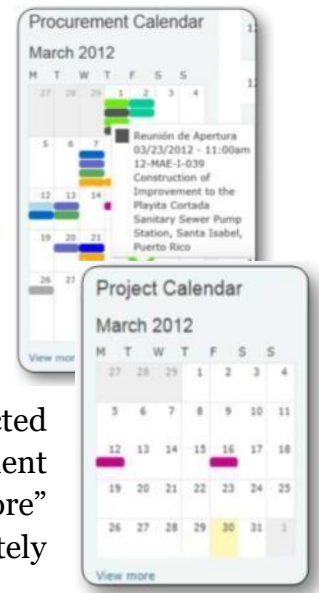 Procurement Calendar
March 2012
M T W T F S S
27 28 29 1 2 3 4
5 6 7
12 13 14
19 20 21
26 27
View more
Reunión de Apertura
03/23/2012 - 11:00am
12-MAE-I-039
Construction of
Improvement to the
Playita Cortada
Sanitary Sewer Pump
Station, Santa Isabel,
Puerto Rico
Project Calendar
March 2012
M T W T F S S
27 28 29 1 2 3 4
5 6 7 8 9 10 11
12 13 14 15 16 17 18
19 20 21 22 23 24 25
26 27 28 29 30 31 1
View more
cted
ent
ore”
tely